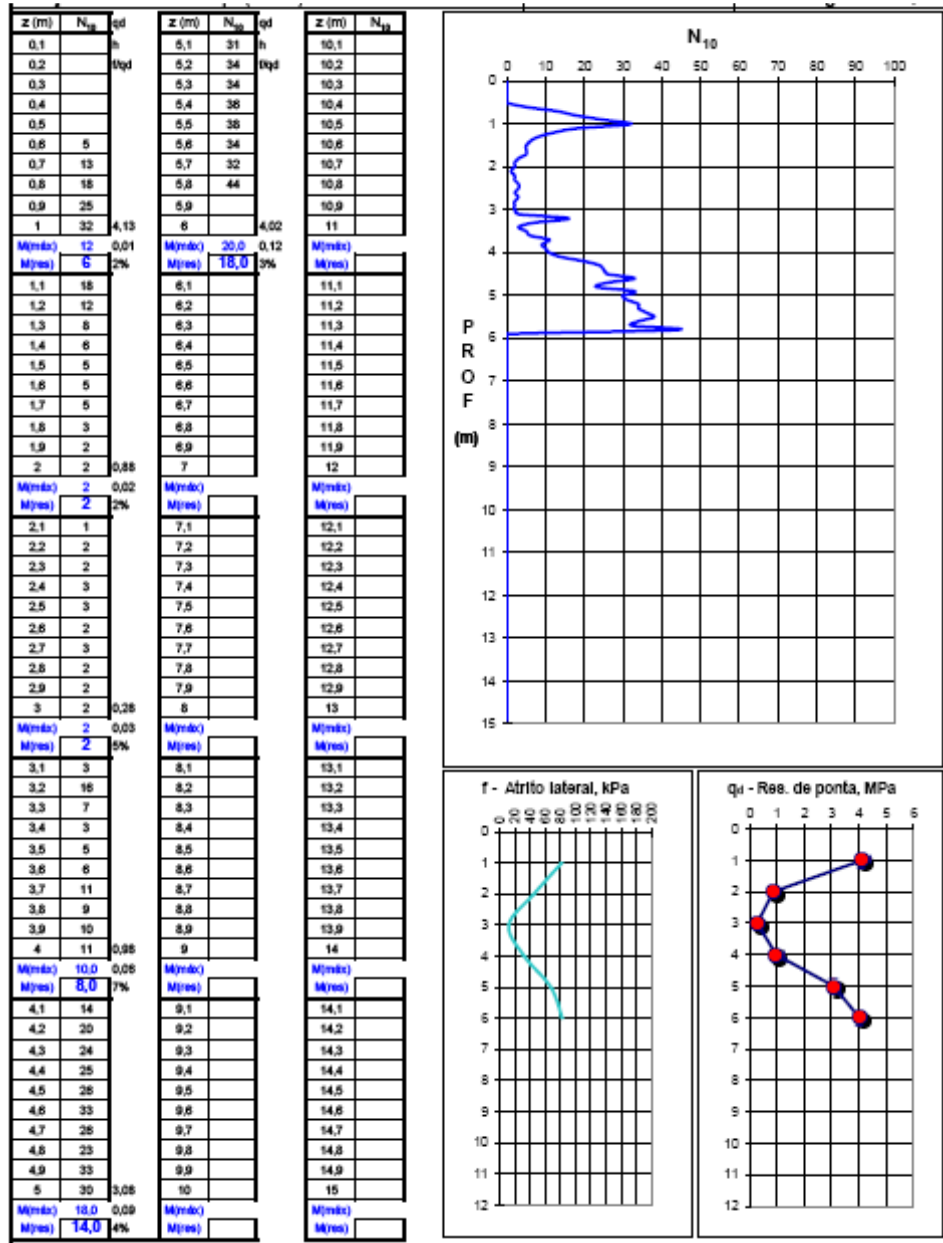 z (m) N10 qd z (m) N10 qd z (m) N10
0,1 h 5,1 31 h 10,1
0,2 f/qd 5,2 34 f/qd 10,2
0,3 5,3 34 10,3
0,4 5,4 36 10,4
0,5 5,5 38 10,5
0,6 5 5,6 34 10,6
0,7 13 5,7 32 10,7
0,8 18 5,8 44 10,8
0,9 25 5,9 10,9
1 32 4,13 6 4,02 11
M(máx) 12 0,01 M(máx) 20,0 0,12 M(máx)
M(res) 6 2% M(res) 18,0 3% M(res)
1,1 18 6,1 11,1
1,2 12 6,2 11,2
1,3 8 6,3 11,3
1,4 6 6,4 11,4
1,5 5 6,5 11,5
1,6 5 6,6 11,6
1,7 5 6,7 11,7
1,8 3 6,8 11,8
1,9 2 6,9 11,9
2 2 0,88 7 12
M(máx) 2 0,02 M(máx) M(máx)
M(res) 2 2% M(res) M(res)
2,1 1 7,1 12,1
2,2 2 7,2 12,2
2,3 2 7,3 12,3
2,4 3 7,4 12,4
2,5 3 7,5 12,5
2,6 2 7,6 12,6
2,7 3 7,7 12,7
2,8 2 7,8 12,8
2,9 2 7,9 12,9
3 2 0,28 8 13
M(máx) 2 0,03 M(máx) M(máx)
M(res) 2 5% M(res) M(res)
3,1 3 8,1 13,1
3,2 16 8,2 13,2
3,3 7 8,3 13,3
3,4 3 8,4 13,4
3,5 5 8,5 13,5
3,6 6 8,6 13,6
3,7 11 8,7 13,7
3,8 9 8,8 13,8
3,9 10 8,9 13,9
4 11 0,98 9 14
M(máx) 10,0 0,06 M(máx) M(máx)
M(res) 8,0 7% M(res) M(res)
4,1 14 9,1 14,1
4,2 20 9,2 14,2
4,3 24 9,3 14,3
4,4 25 9,4 14,4
4,5 26 9,5 14,5
4,6 33 9,6 14,6
4,7 26 9,7 14,7
4,8 23 9,8 14,8
4,9 33 9,9 14,9
5 30 3,08 10 15
M(máx) 18,0 0,09 M(máx) M(máx)
M(res) 14,0 4% M(res) M(res)
N10
0 10 20 30 40 50 60 70 80 90 100
0
1
2
3
4
5
6
7
8
9
10
11
12
13
14
15
PROF
(m)
f - Atrito lateral, kPa
0 20 40 60 80 100 120 140 160 180 200
0
1
2
3
4
5
6
7
8
9
10
11
12
qd - Res. de ponta, MPa
0 1 3 4 5 6
0
1
2
3
4
5
6
7
8
9
10
11
12